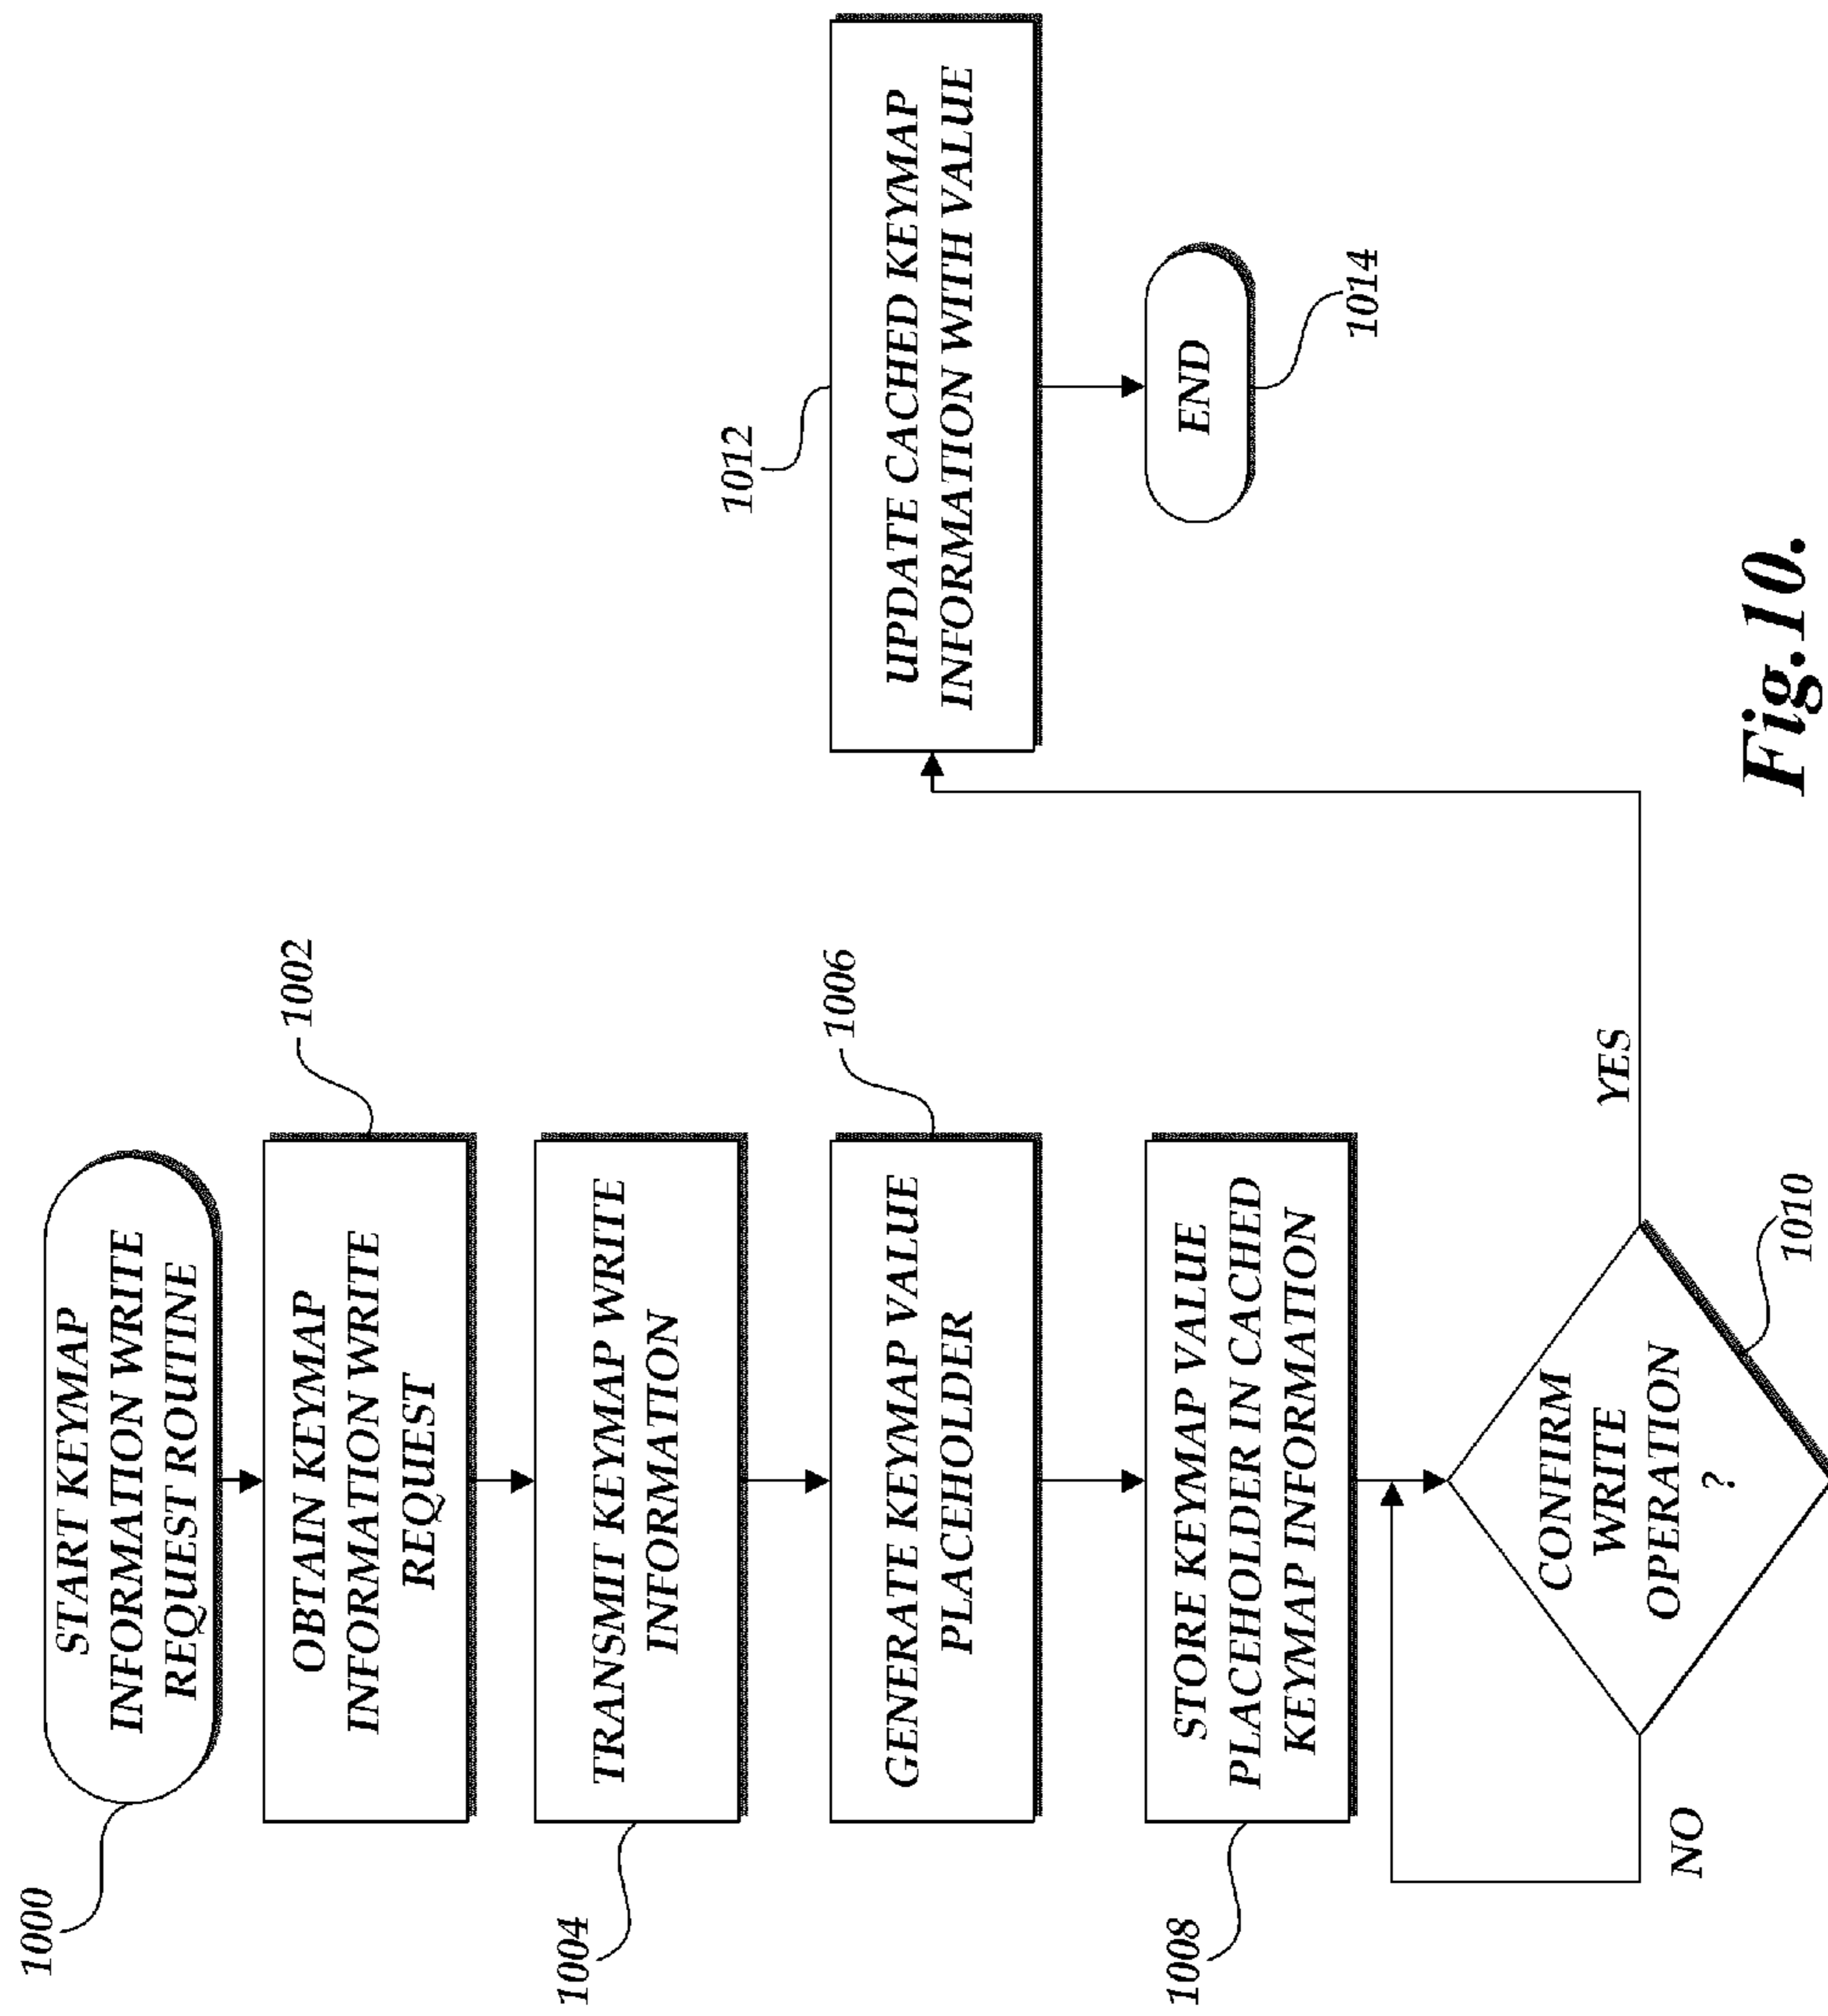 1000
START KEYMAP
INFORMATION WRITE
REQUEST ROUTINE
1002
OBTAIN KEYMAP
INFORMATION WRITE
REQUEST
1004
TRANSMIT KEYMAP WRITE
INFORMATION
1006
GENERATE KEYMAP VALUE
PLACEHOLDER
1008
STORE KEYMAP VALUE
PLACEHOLDER IN CACHED
KEYMAP INFORMATION
CONFIRM
WRITE
OPERATION
?
1010
NO
YES
1012
UPDATE CACHED KEYMAP
INFORMATION WITH VALUE
END
1014
Fig.10.